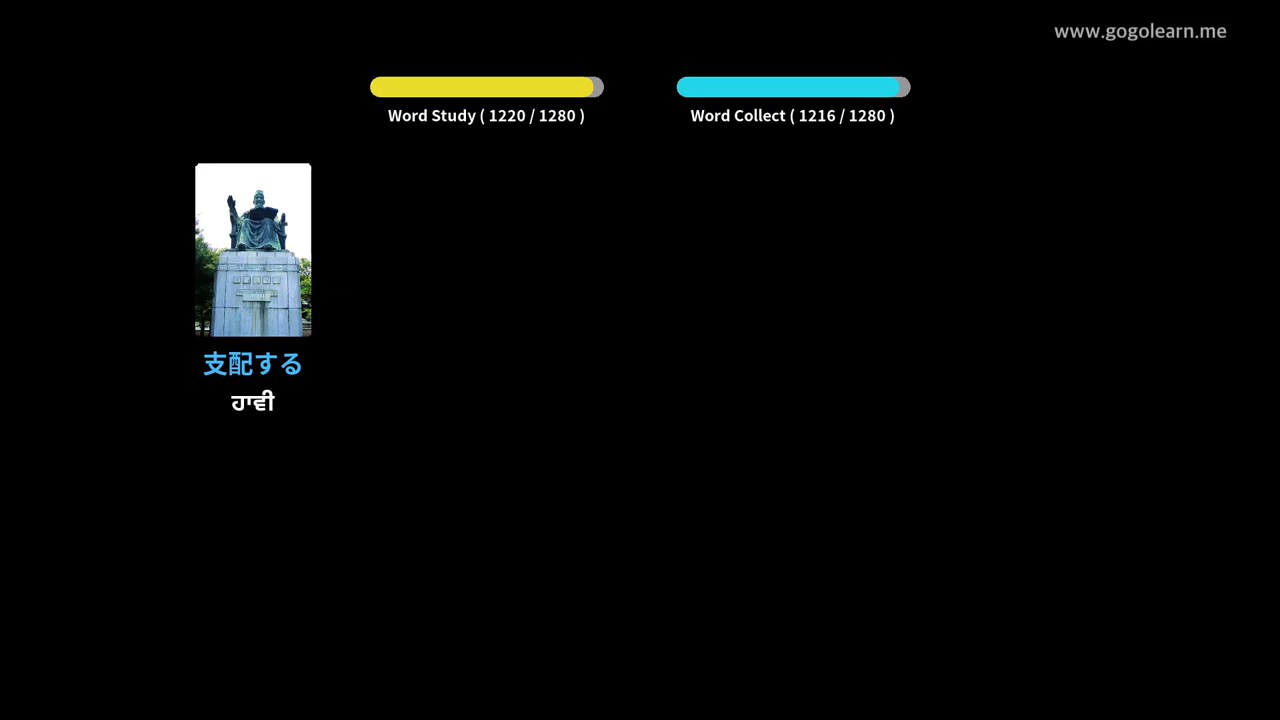 www.gogolearn.me
Word Study ( 1220 / 1280 )
Word Collect ( 1216 / 1280 )
支配する
ਹਾਵੀ